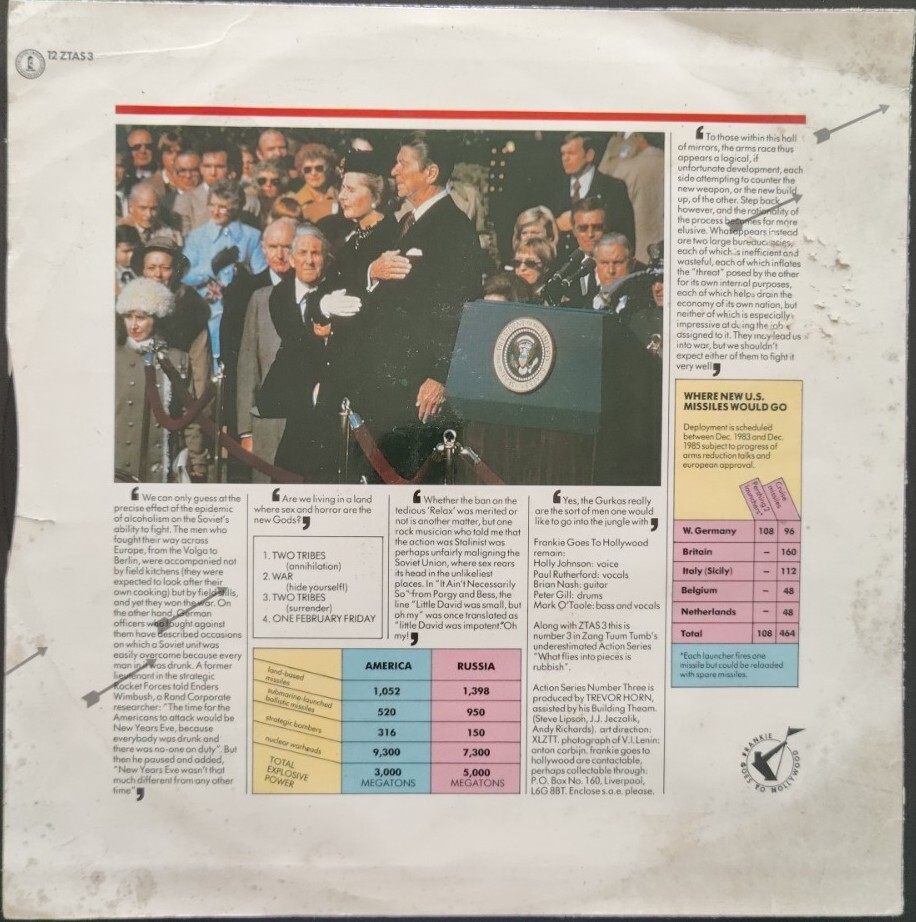 12 ZTAS 3
❛We can only guess at the
precise effect of the epidemic
of alcoholism on the Soviet's
ability to fight. The men who
fought their way across
Europe, from the Volga to
Berlin, were accompanied not
by field kitchens (they were
expected to look after their
own cooking) but by field stills,
and yet they won the war. On
the other hand, German
officers who fought against
them have described occasions
on which a Soviet unit was
easily overcome because every
man in it was drunk. A former
lieutenant in the strategic
Rocket Forces told Enders
Wimbush, a Rand Corporate
researcher: "The time for the
Americans to attack would be
New Years Eve, because
everybody was drunk and
there was no-one on duty". But
then he paused and added,
"New Years Eve wasn't that
much different from any other
time"❜
❛Are we living in a land
where sex and horror are the
new Gods?❜
1. TWO TRIBES
(annihilation)
2. WAR
(hide yourself!)
3. TWO TRIBES
(surrender)
4. ONE FEBRUARY FRIDAY
❛Whether the ban on the
tedious 'Relax' was merited or
not is another matter, but one
rock musician who told me that
the action was Stalinist was
perhaps unfairly maligning the
Soviet Union, where sex rears
its head in the unlikeliest
places. In "It Ain't Necessarily
So" from Porgy and Bess, the
line "Little David was small, but
oh my" was once translated as
"little David was impotent." Oh
my!❜
AMERICA RUSSIA
land-based missiles 1,052 1,398
submarine-launched ballistic missiles 520 950
strategic bombers 316 150
nuclear warheads 9,300 7,300
TOTAL EXPLOSIVE POWER 3,000 MEGATONS 5,000 MEGATONS
❛Yes, the Gurkas really
are the sort of men one would
like to go into the jungle with❜
Frankie Goes To Hollywood
remain:
Holly Johnson: voice
Paul Rutherford: vocals
Brian Nash: guitar
Peter Gill: drums
Mark O'Toole: bass and vocals
Along with ZTAS 3 this is
number 3 in Zang Tuum Tumb's
underestimated Action Series
"What flies into pieces is
rubbish".
Action Series Number Three is
produced by TREVOR HORN,
assisted by his Building Theam.
(Steve Lipson, J.J. Jeczalik,
Andy Richards). art direction:
XLZTT. photograph of V.I. Lenin:
anton corbijn. frankie goes to
hollywood are contactable,
perhaps collectable through:
P.O. Box No. 160, Liverpool,
L6G 8BT. Enclose s.a.e. please.
❛To those within this hall
of mirrors, the arms race thus
appears a logical, if
unfortunate development, each
side attempting to counter the
new weapon, or the new build
up, of the other. Step back
however, and the rationality of
the process becomes far more
elusive. What appears instead
are two large bureaucracies,
each of which is inefficient and
wasteful, each of which inflates
the "threat" posed by the other
for its own internal purposes,
each of which helps drain the
economy of its own nation, but
neither of which is especially
impressive at doing the job
assigned to it. They may lead us
into war, but we shouldn't
expect either of them to fight it
very well❜
WHERE NEW U.S.
MISSILES WOULD GO
Deployment is scheduled
between Dec. 1983 and Dec.
1985 subject to progress of
arms reduction talks and
european approval.
Pershing 2 launchers* Cruise missiles
W. Germany 108 96
Britain – 160
Italy (Sicily) – 112
Belgium – 48
Netherlands – 48
Total 108 464
*Each launcher fires one
missile but could be reloaded
with spare missiles.
FRANKIE GOES TO HOLLYWOOD